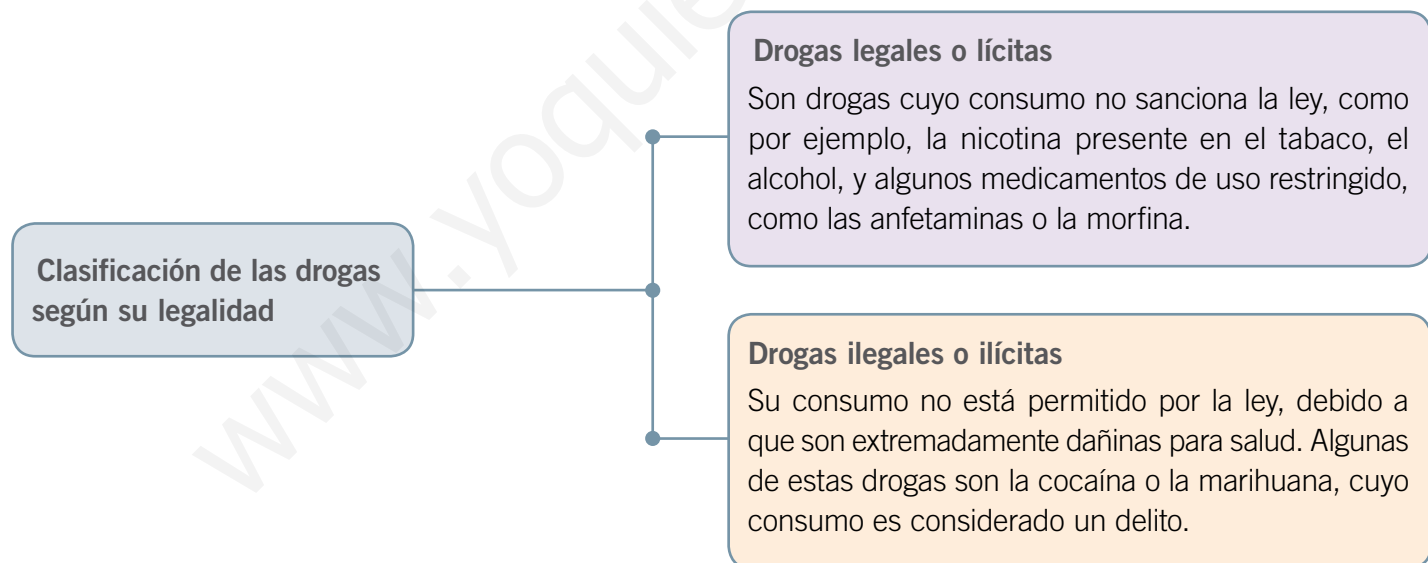 Clasificación de las drogas
según su legalidad
Drogas legales o lícitas
Son drogas cuyo consumo no sanciona la ley, como
por ejemplo, la nicotina presente en el tabaco, el
alcohol, y algunos medicamentos de uso restringido,
como las anfetaminas o la morfina.
Drogas ilegales o ilícitas
Su consumo no está permitido por la ley, debido a
que son extremadamente dañinas para salud. Algunas
de estas drogas son la cocaína o la marihuana, cuyo
consumo es considerado un delito.
www.yoquie